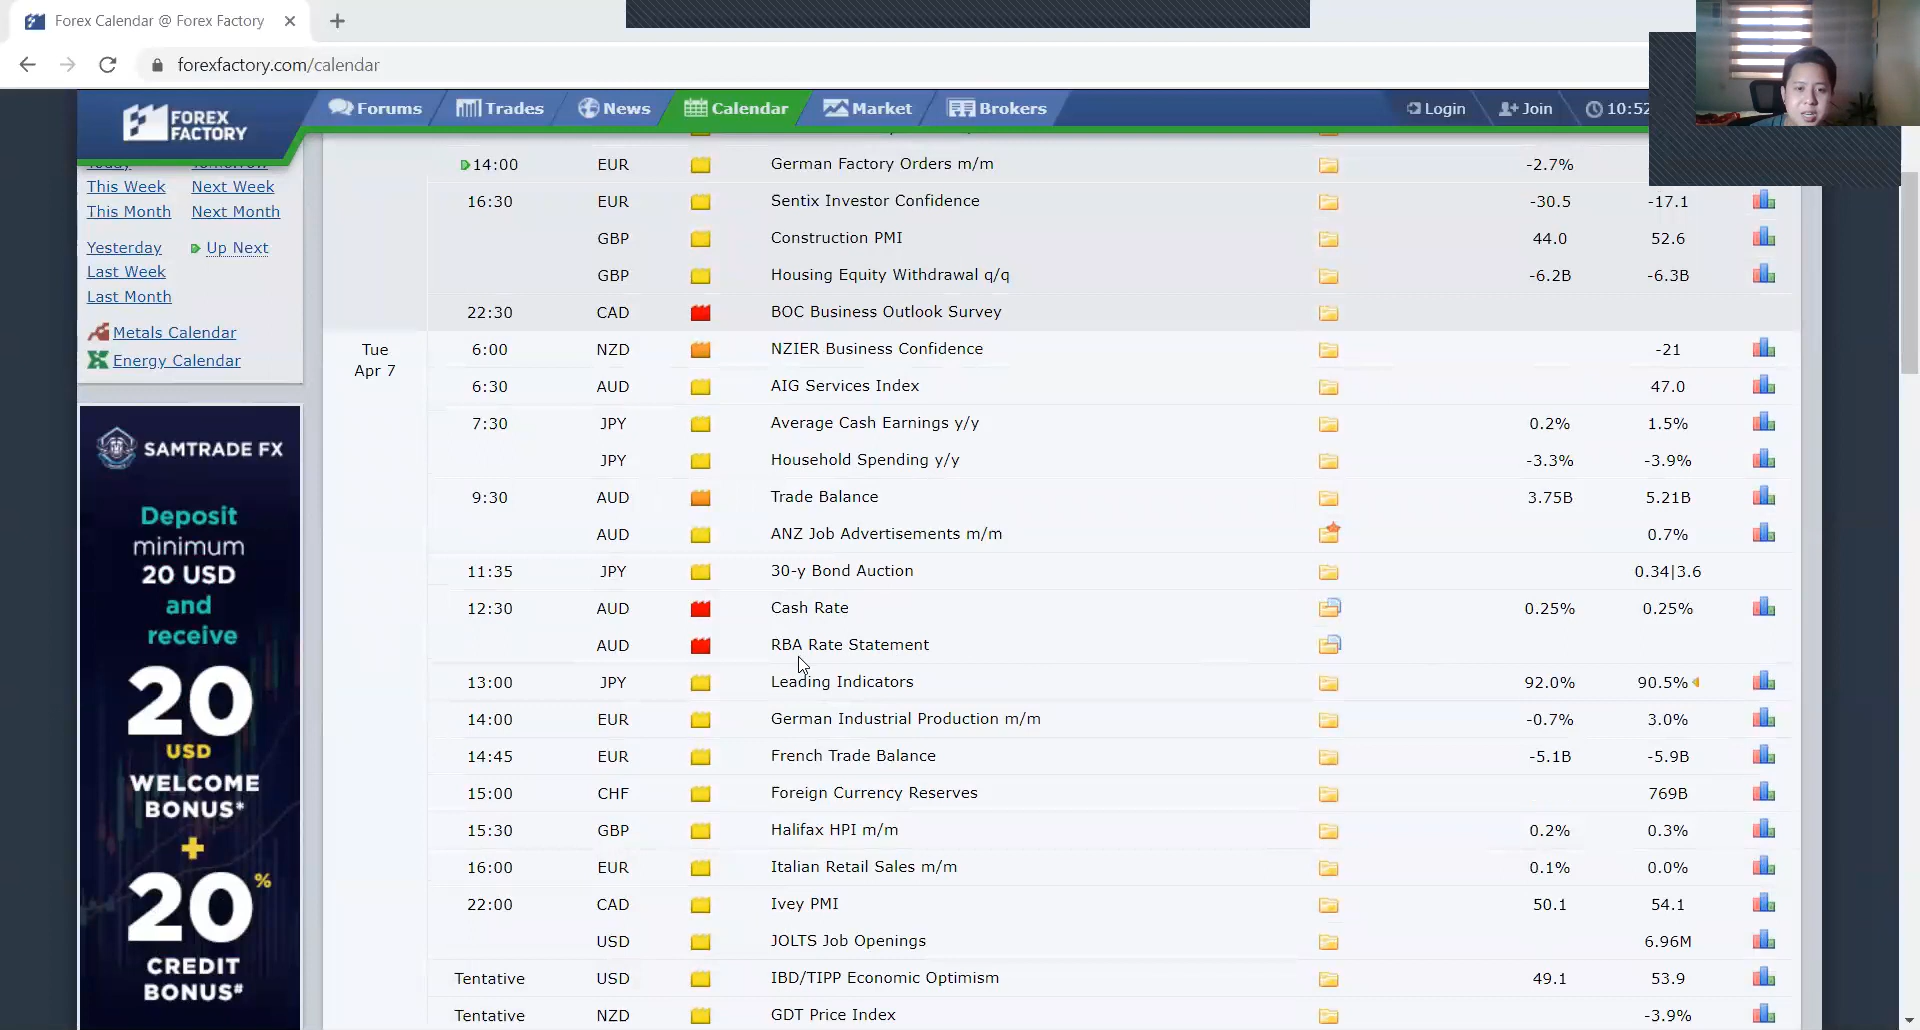 Forex Calendar @ Forex Factory
forexfactory.com/calendar
FOREX FACTORY
Forums Trades News Calendar Market Brokers Login Join 10:52
Today Tomorrow
This Week Next Week
This Month Next Month
Yesterday Up Next
Last Week
Last Month
Metals Calendar
Energy Calendar
SAMTRADE FX
Deposit
minimum
20 USD
and
receive
20
USD
WELCOME
BONUS*
+
20%
CREDIT
BONUS#
14:00 EUR German Factory Orders m/m -2.7%
16:30 EUR Sentix Investor Confidence -30.5 -17.1
GBP Construction PMI 44.0 52.6
GBP Housing Equity Withdrawal q/q -6.2B -6.3B
22:30 CAD BOC Business Outlook Survey
Tue Apr 7
6:00 NZD NZIER Business Confidence -21
6:30 AUD AIG Services Index 47.0
7:30 JPY Average Cash Earnings y/y 0.2% 1.5%
JPY Household Spending y/y -3.3% -3.9%
9:30 AUD Trade Balance 3.75B 5.21B
AUD ANZ Job Advertisements m/m 0.7%
11:35 JPY 30-y Bond Auction 0.34|3.6
12:30 AUD Cash Rate 0.25% 0.25%
AUD RBA Rate Statement
13:00 JPY Leading Indicators 92.0% 90.5%
14:00 EUR German Industrial Production m/m -0.7% 3.0%
14:45 EUR French Trade Balance -5.1B -5.9B
15:00 CHF Foreign Currency Reserves 769B
15:30 GBP Halifax HPI m/m 0.2% 0.3%
16:00 EUR Italian Retail Sales m/m 0.1% 0.0%
22:00 CAD Ivey PMI 50.1 54.1
USD JOLTS Job Openings 6.96M
Tentative USD IBD/TIPP Economic Optimism 49.1 53.9
Tentative NZD GDT Price Index -3.9%